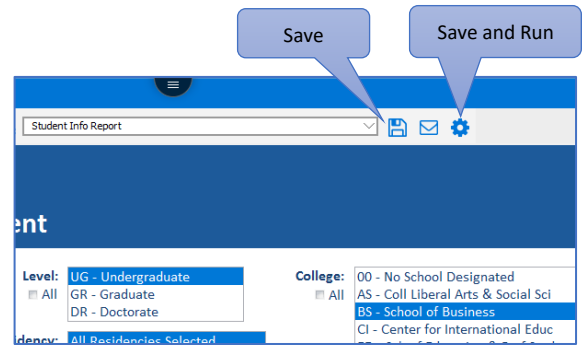 Save
Save and Run
Student Info Report
ent
Level:
All
UG - Undergraduate
GR - Graduate
DR - Doctorate
College:
All
00 - No School Designated
AS - Coll Liberal Arts & Social Sci
BS - School of Business
CI - Center for International Educ
idency:
All Residencies Selected